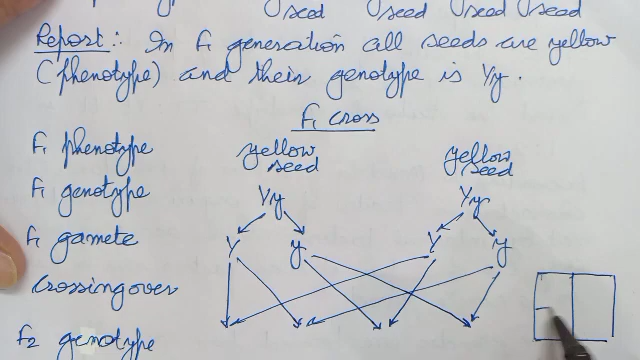 seed seed seed seed
Report:- In F1 generation all seeds are yellow
(phenotype) and their genotype is Yy.
F1 cross
F1 phenotype yellow seed yellow seed
F1 genotype Yy Yy
F1 gamete Y y Y y
Crossing over
F2 genotype